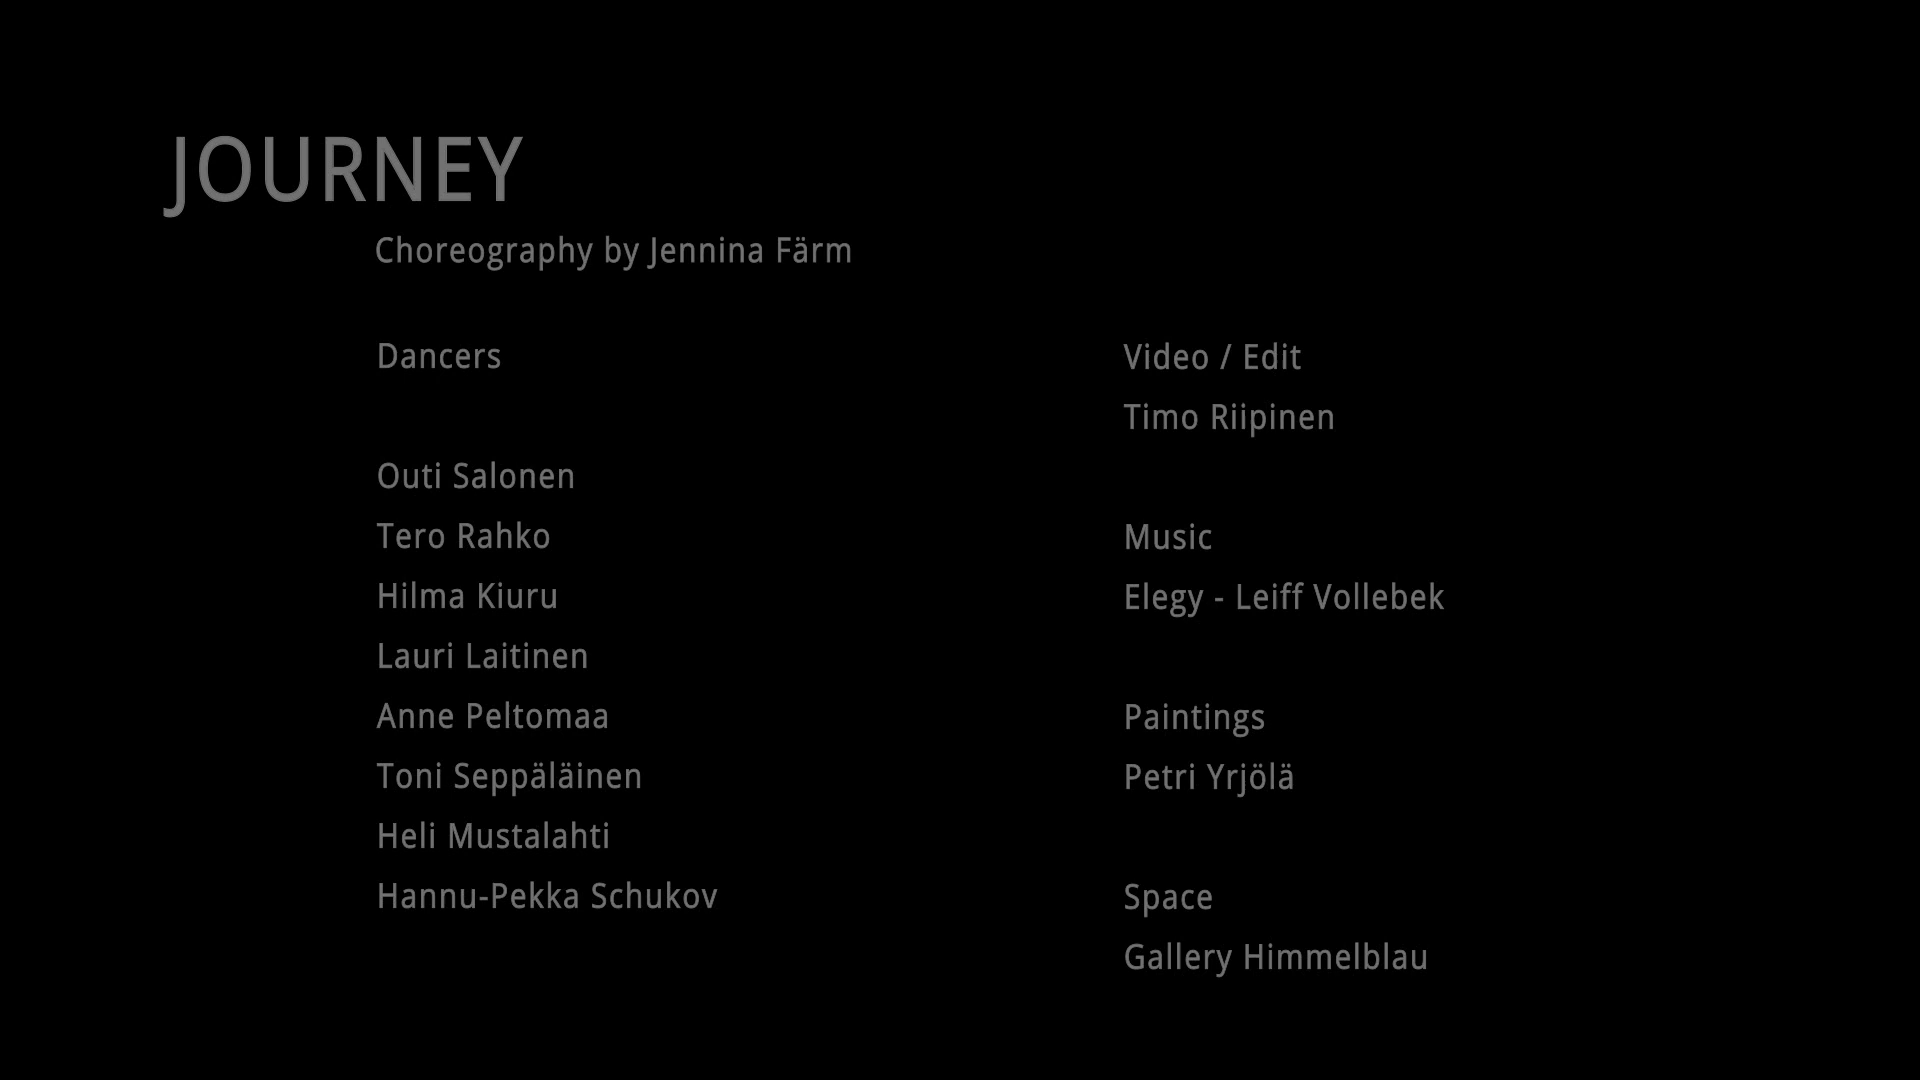 JOURNEY
Choreography by Jennina Färm
Dancers
Outi Salonen
Tero Rahko
Hilma Kiuru
Lauri Laitinen
Anne Peltomaa
Toni Seppäläinen
Heli Mustalahti
Hannu-Pekka Schukov
Video / Edit
Timo Riipinen
Music
Elegy - Leiff Vollebek
Paintings
Petri Yrjölä
Space
Gallery Himmelblau